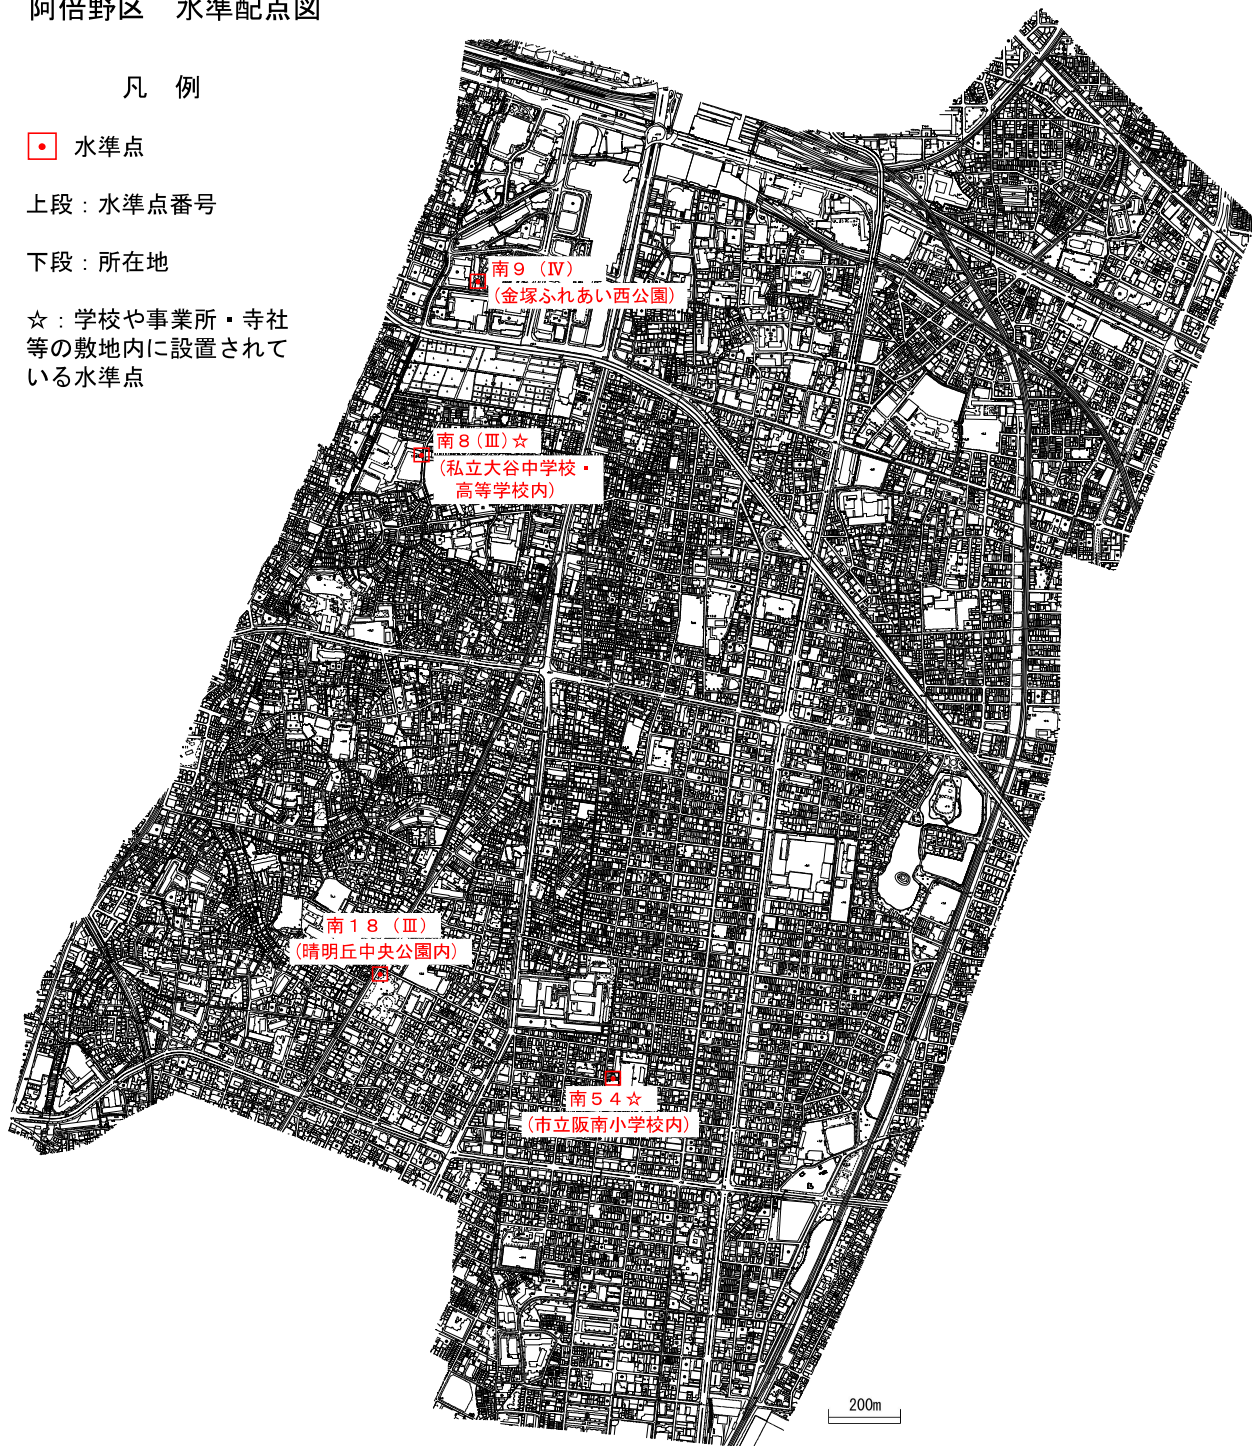 阿倍野区　水準配点図
凡　例
水準点
上段：水準点番号
下段：所在地
☆：学校や事業所・寺社
等の敷地内に設置されて
いる水準点
南９（Ⅳ）
（金塚ふれあい西公園）
南８（Ⅲ）☆
（私立大谷中学校・
高等学校内）
南１８（Ⅲ）
（晴明丘中央公園内）
南５４☆
（市立阪南小学校内）
200m